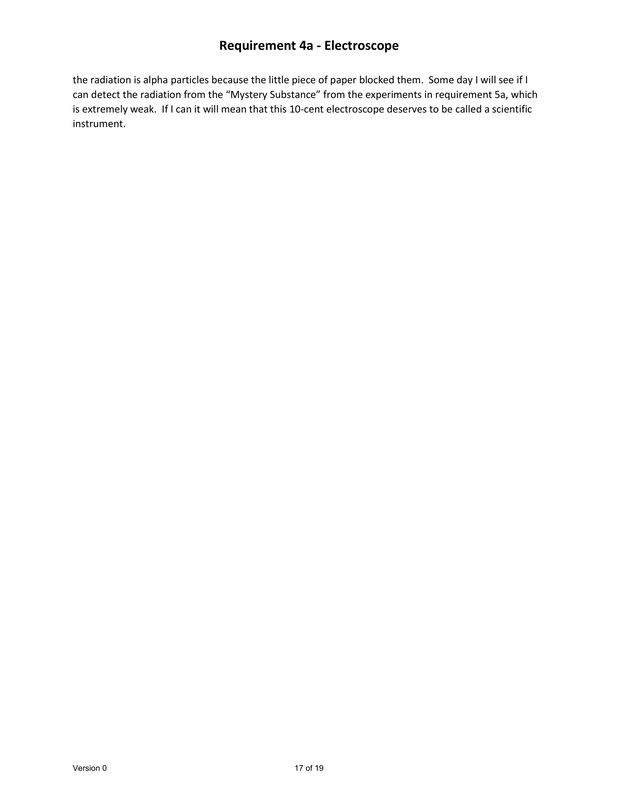 Requirement 4a - Electroscope
the radiation is alpha particles because the little piece of paper blocked them.  Some day I will see if I
can detect the radiation from the “Mystery Substance” from the experiments in requirement 5a, which
is extremely weak.  If I can it will mean that this 10-cent electroscope deserves to be called a scientific
instrument.
Version 0
17 of 19